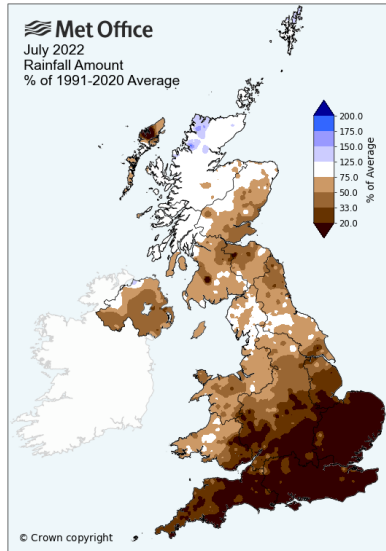 Met Office
July 2022
Rainfall Amount
% of 1991-2020 Average
200.0
175.0
150.0
125.0
75.0
50.0
33.0
20.0
% of Average
© Crown copyright